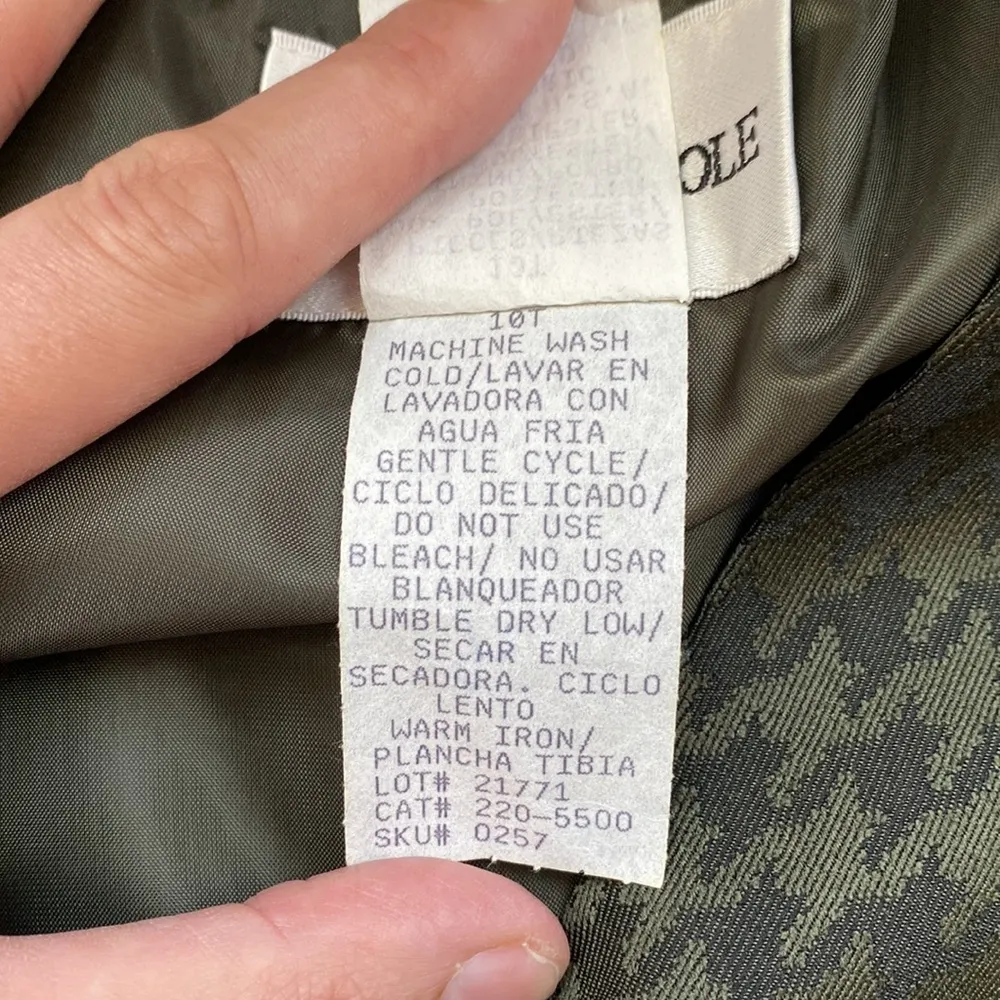 OLE
10T
MACHINE WASH
COLD/LAVAR EN
LAVADORA CON
AGUA FRIA
GENTLE CYCLE/
CICLO DELICADO/
DO NOT USE
BLEACH/ NO USAR
BLANQUEADOR
TUMBLE DRY LOW/
SECAR EN
SECADORA. CICLO
LENTO
WARM IRON/
PLANCHA TIBIA
LOT# 21771
CAT# 220-5500
SKU# 0257